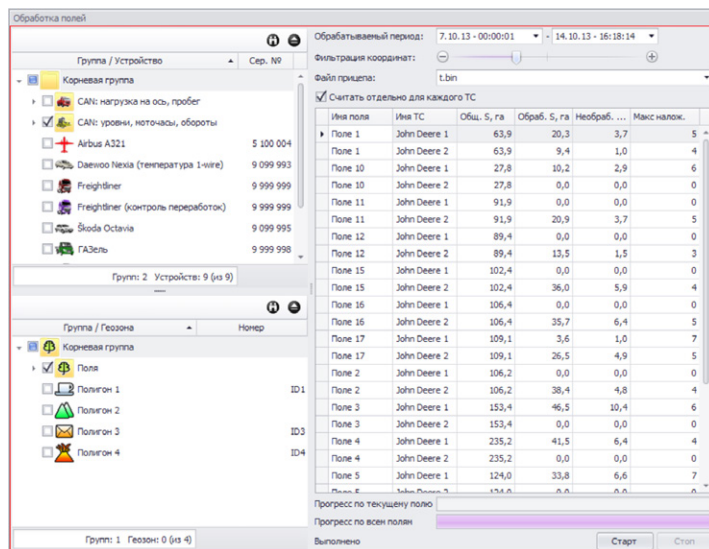 Обработка полей
Группа / Устройство Сер. №
Корневая группа
CAN: нагрузка на ось, пробег
CAN: уровни, моточасы, обороты
Airbus A321 5 100 004
Daewoo Nexia (температура 1-wire) 9 099 993
Freightliner 9 999 999
Freightliner (контроль переработок) 9 999 999
Škoda Octavia 9 099 995
ГАЗель 9 999 998
Групп: 2 Устройств: 9 (из 9)
Группа / Геозона Номер
Корневая группа
Поля
Полигон 1 ID1
Полигон 2
Полигон 3 ID3
Полигон 4 ID4
Групп: 1 Геозон: 0 (из 4)
Обрабатываемый период: 7.10.13 - 00:00:01 - 14.10.13 - 16:18:14
Фильтрация координат:
Файл прицепа: t.bin
Считать отдельно для каждого ТС
Имя поля Имя ТС Общ. S, га Обраб. S, га Необраб. ... Макс налож.
Поле 1 John Deere 1 63,9 20,3 3,7 5
Поле 1 John Deere 2 63,9 9,4 1,0 4
Поле 10 John Deere 1 27,8 10,2 2,9 6
Поле 10 John Deere 2 27,8 0,0 0,0 0
Поле 11 John Deere 1 91,9 0,0 0,0 0
Поле 11 John Deere 2 91,9 20,9 3,7 5
Поле 12 John Deere 1 89,4 0,0 0,0 0
Поле 12 John Deere 2 89,4 13,5 1,5 3
Поле 15 John Deere 1 102,4 0,0 0,0 0
Поле 15 John Deere 2 102,4 36,0 5,9 4
Поле 16 John Deere 1 106,4 0,0 0,0 0
Поле 16 John Deere 2 106,4 35,7 6,4 5
Поле 17 John Deere 1 109,1 3,6 1,0 7
Поле 17 John Deere 2 109,1 26,5 4,9 5
Поле 2 John Deere 1 106,2 0,0 0,0 0
Поле 2 John Deere 2 106,2 38,4 4,8 4
Поле 3 John Deere 1 153,4 46,5 10,4 6
Поле 3 John Deere 2 153,4 0,0 0,0 0
Поле 4 John Deere 1 235,2 41,5 6,4 4
Поле 4 John Deere 2 235,2 0,0 0,0 0
Поле 5 John Deere 1 124,0 33,8 6,6 7
Поле 5 John Deere 2 124,0 0,0 0,0 0
Прогресс по текущему полю
Прогресс по всем полям
Выполнено Старт Стоп